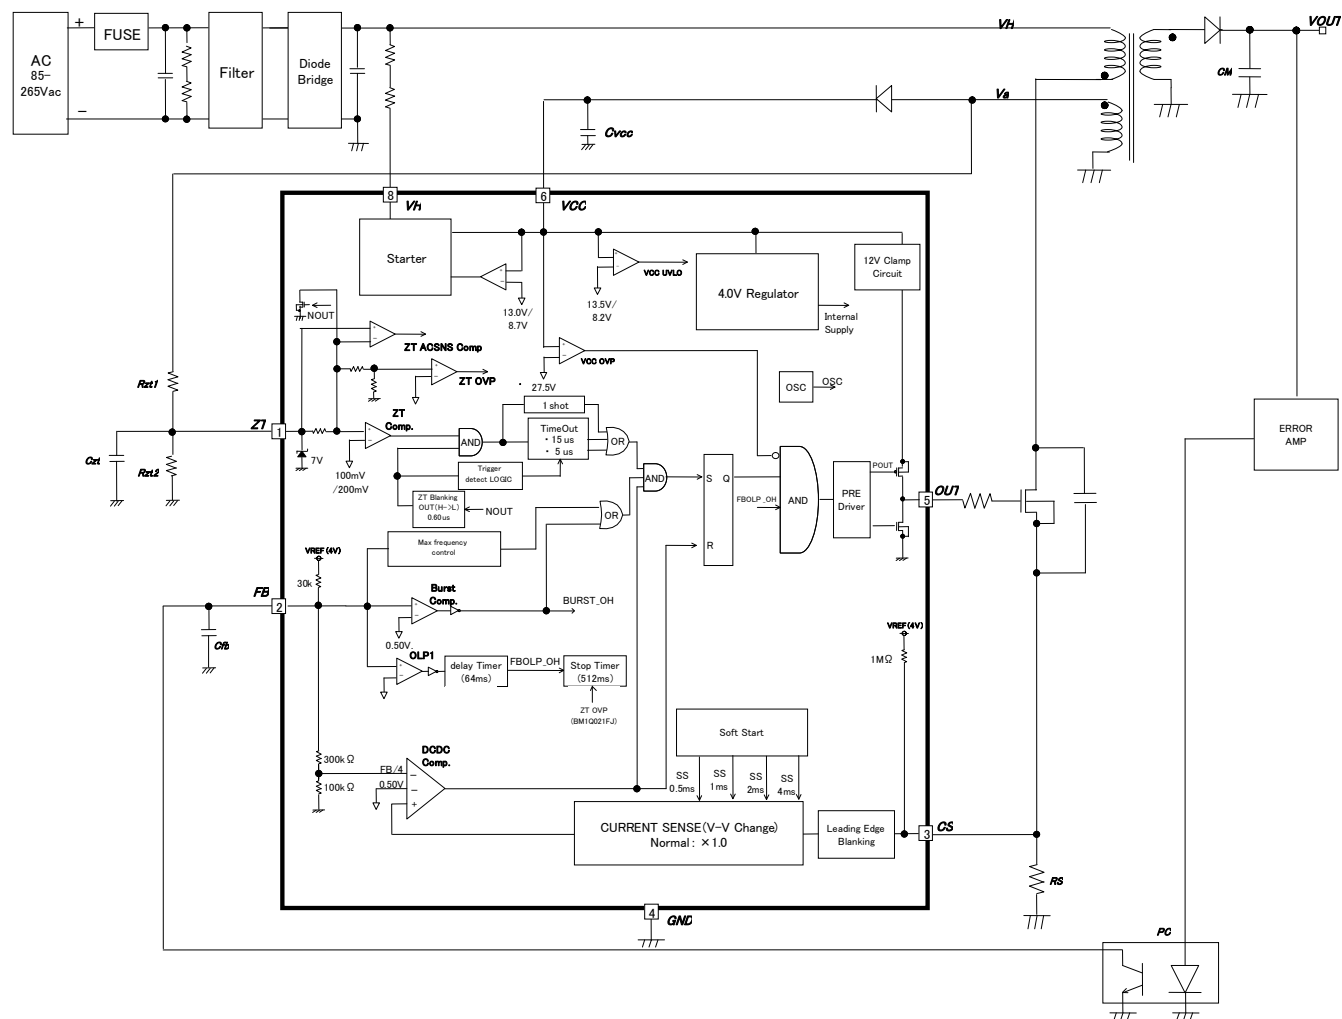 VH
VOUT
+
FUSE
AC
85-
265Vac
Filter
Diode
Bridge
CM
−
Va
Cvcc
8
VH
6
VCC
Starter
+
−
+
−
VCC UVLO
12V Clamp
Circuit
4.0V Regulator
13.0V/
8.7V
13.5V/
8.2V
Internal
Supply
NOUT
ZT ACSNS Comp
VCC OVP
ZT OVP
27.5V
OSC
OSC
Rzt1
1 shot
ZT
Comp.
TimeOut
・ 15 us
・ 5 us
OR
ERROR
AMP
ZT
1
AND
Czt
Rzt2
7V
100mV
/200mV
Trigger
detect LOGIC
AND
S
Q
POUT
OUT
5
ZT Blanking
OUT(H->L)
0.60us
NOUT
FBOLP_OH
AND
PRE
Driver
OR
Max frequency
control
R
VREF(4V)
30k
FB
2
Burst
Comp.
BURST_OH
Cfb
0.50V
OLP1
VREF(4V)
1MΩ
delay Timer
(64ms)
FBOLP_OH
Stop Timer
(512ms)
ZT OVP
(BM1Q021FJ)
Soft Start
300kΩ
DCDC
Comp.
FB/4
0.50V
100kΩ
−
−
+
SS
0.5ms
SS
1ms
SS
2ms
SS
4ms
CURRENT SENSE(V-V Change)
Normal : ×1.0
Leading Edge
Blanking
3
CS
RS
4
GND
PC